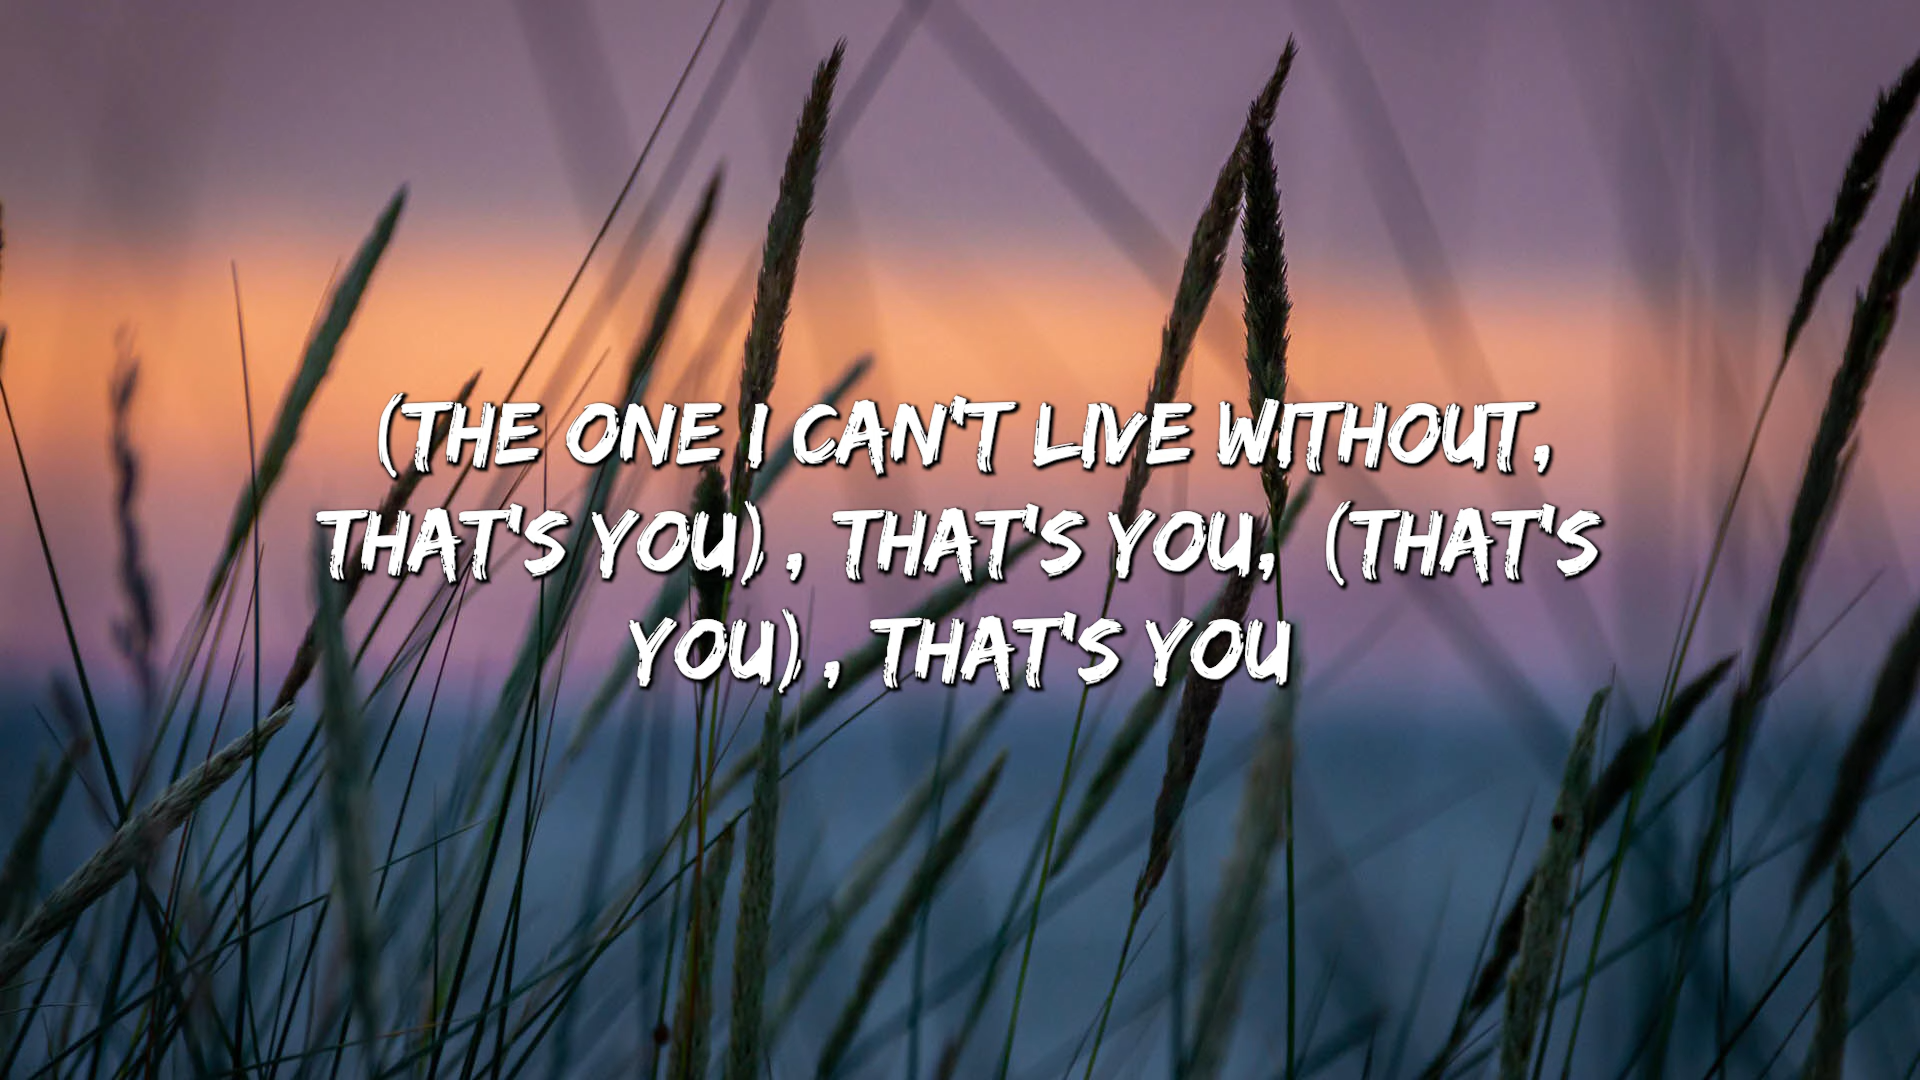 (THE ONE I CAN'T LIVE WITHOUT,
THAT'S YOU), THAT'S YOU, (THAT'S
YOU), THAT'S YOU